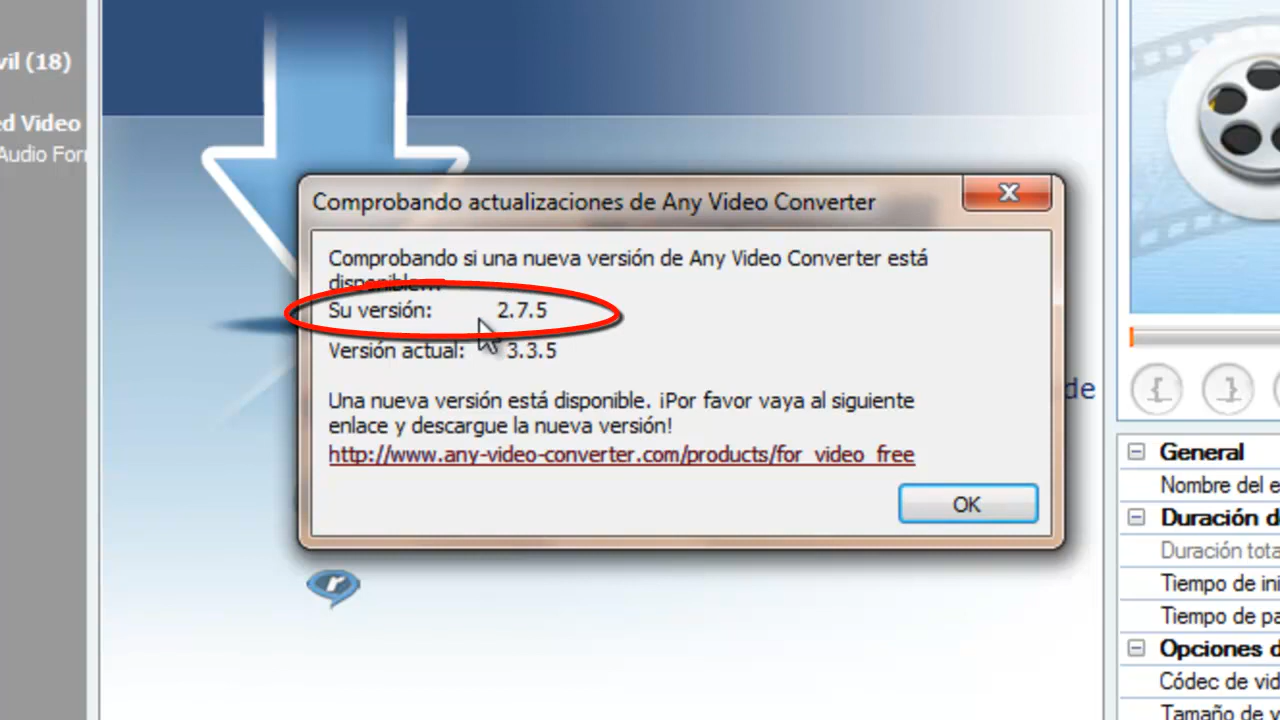 vil (18)
ed Video
Audio For
Comprobando actualizaciones de Any Video Converter
Comprobando si una nueva versión de Any Video Converter está
disponible...
Su versión: 2.7.5
Versión actual: 3.3.5
Una nueva versión está disponible. ¡Por favor vaya al siguiente
enlace y descargue la nueva versión!
http://www.any-video-converter.com/products/for_video_free
OK
de
General
Nombre del e
Duración d
Duración tota
Tiempo de ini
Tiempo de pa
Opciones d
Códec de vid
Tamaño de v